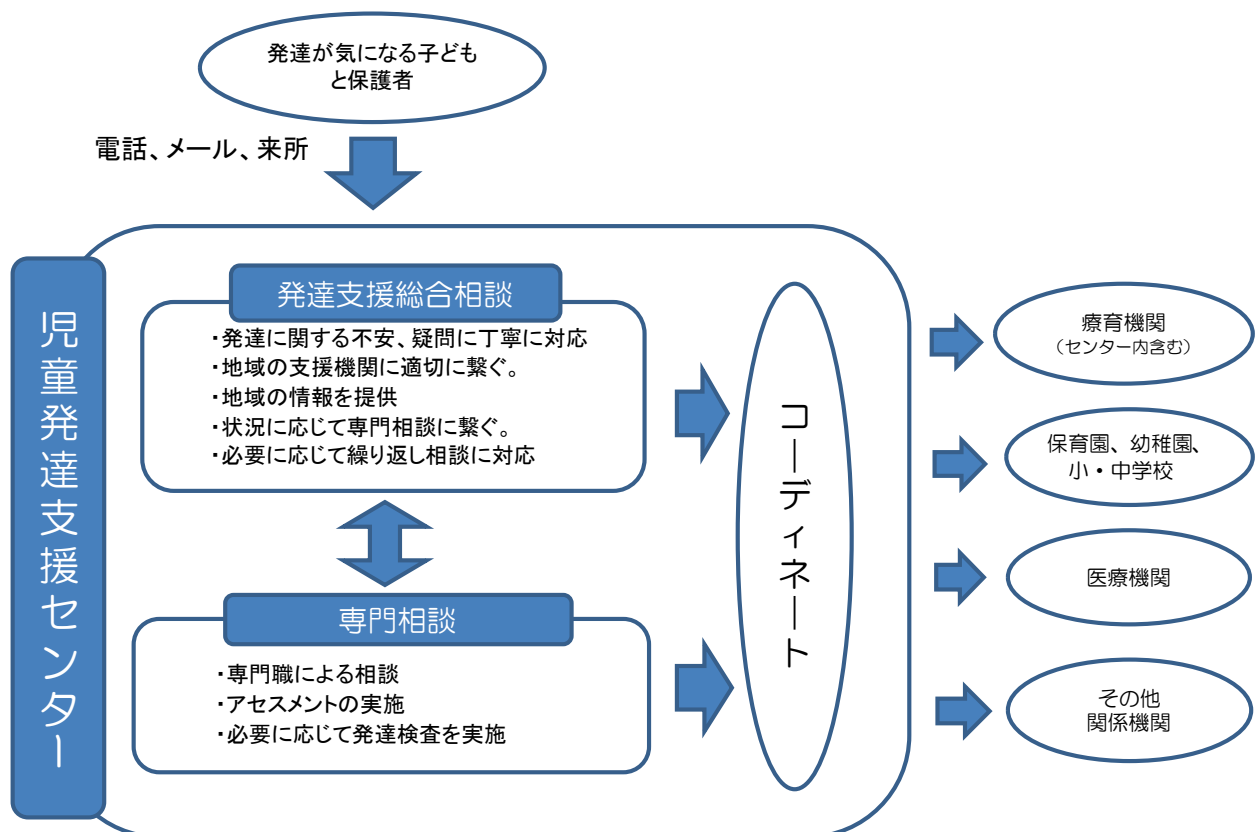 発達が気になる子ども
と保護者
電話、メール、来所
児童発達支援センター
発達支援総合相談
・発達に関する不安、疑問に丁寧に対応
・地域の支援機関に適切に繋ぐ。
・地域の情報を提供
・状況に応じて専門相談に繋ぐ。
・必要に応じて繰り返し相談に対応
専門相談
・専門職による相談
・アセスメントの実施
・必要に応じて発達検査を実施
コーディネート
療育機関
（センター内含む）
保育園、幼稚園、
小・中学校
医療機関
その他
関係機関